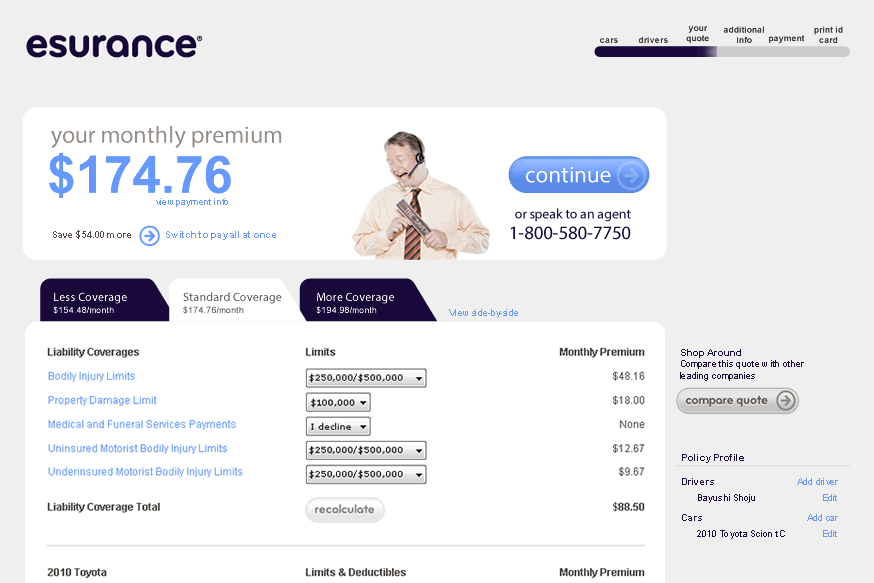 esurance®
cars
drivers
your quote
additional info
payment
print id card
your monthly premium
$174.76
view payment info
Save $54.00 more
Switch to pay all at once
continue
or speak to an agent
1-800-580-7750
Less Coverage
$154.48/month
Standard Coverage
$174.76/month
More Coverage
$194.98/month
View side-by-side
Liability Coverages Limits Monthly Premium
Bodily Injury Limits $250,000/$500,000 $48.16
Property Damage Limit $100,000 $18.00
Medical and Funeral Services Payments I decline None
Uninsured Motorist Bodily Injury Limits $250,000/$500,000 $12.67
Underinsured Motorist Bodily Injury Limits $250,000/$500,000 $9.67
Liability Coverage Total recalculate $88.50
2010 Toyota Limits & Deductibles Monthly Premium
Shop Around
Compare this quote with other
leading companies
compare quote
Policy Profile
Drivers Add driver
Bayushi Shoju Edit
Cars Add car
2010 Toyota Scion tC Edit